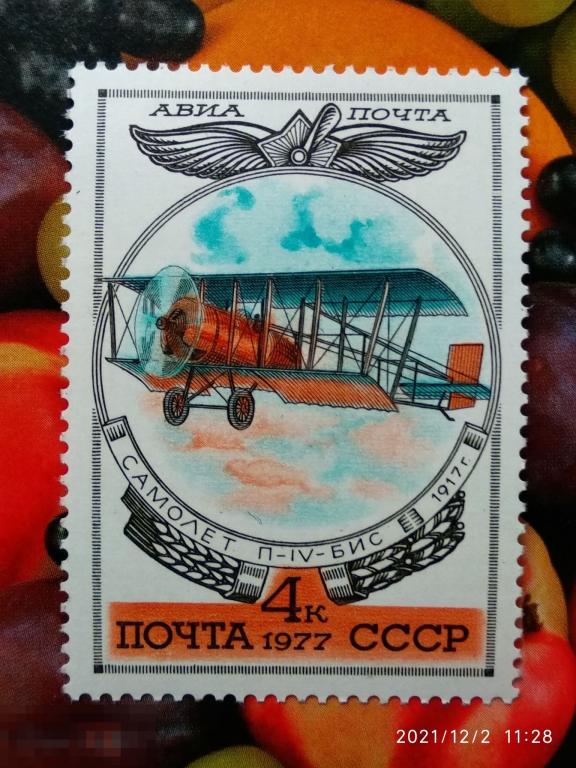 АВИА ПОЧТА
САМОЛЕТ П-IV-БИС 1917г.
4к
ПОЧТА 1977 СССР
2021/12/2 11:28